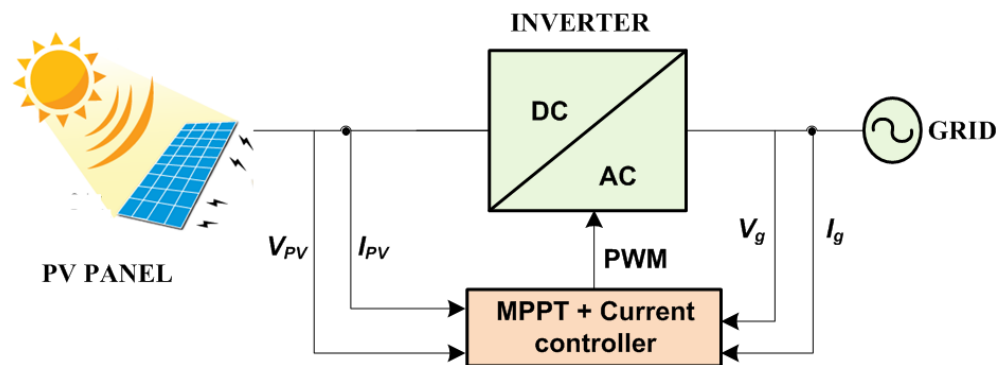 INVERTER
DC
AC
GRID
V_PV
I_PV
PWM
V_g
I_g
PV PANEL
MPPT + Current
controller